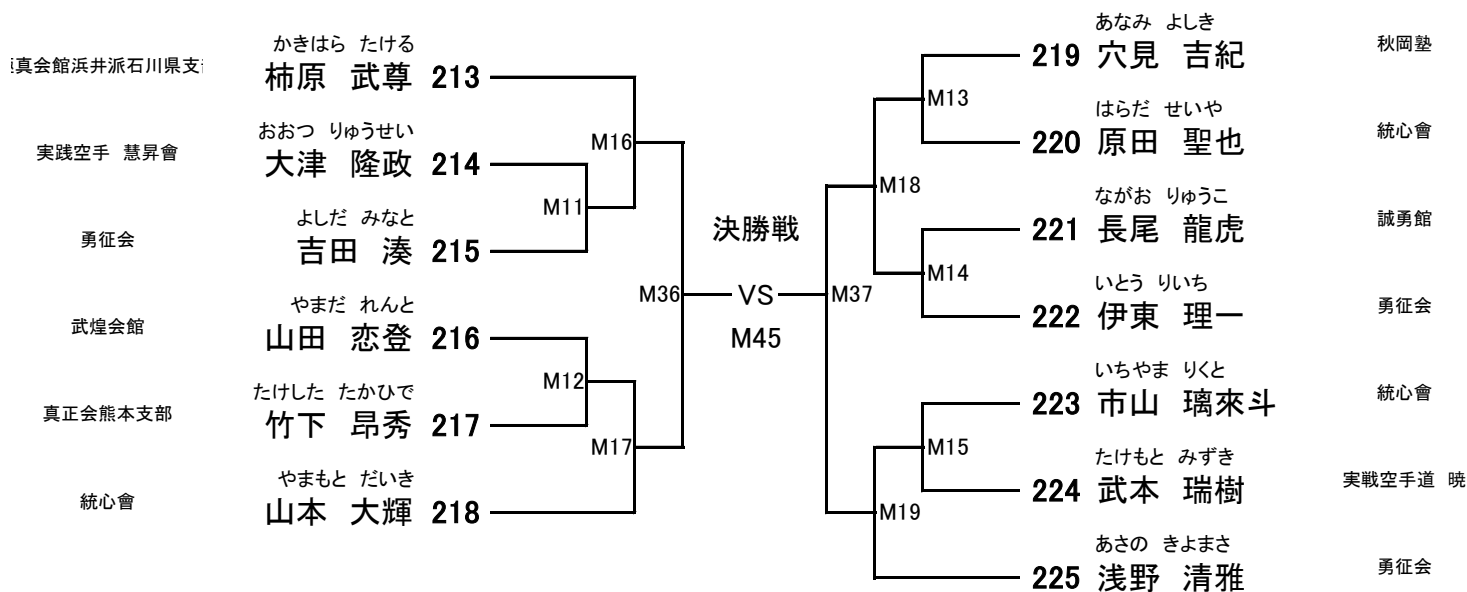 かきはら たける
真会館浜井派石川県支
柿原 武尊 213
おおつ りゅうせい
実践空手 慧昇會
大津 隆政 214
よしだ みなと
勇征会
吉田 湊 215
やまだ れんと
武煌会館
山田 恋登 216
たけした たかひで
真正会熊本支部
竹下 昂秀 217
やまもと だいき
統心會
山本 大輝 218
M16
M11
M36
M12
M17
決勝戦
VS
M45
M13
M18
M14
M37
M15
M19
あなみ よしき
219 穴見 吉紀
秋岡塾
はらだ せいや
220 原田 聖也
統心會
ながお りゅうこ
221 長尾 龍虎
誠勇館
いとう りいち
222 伊東 理一
勇征会
いちやま りくと
223 市山 璃來斗
統心會
たけもと みずき
224 武本 瑞樹
実戦空手道 暁
あさの きよまさ
225 浅野 清雅
勇征会